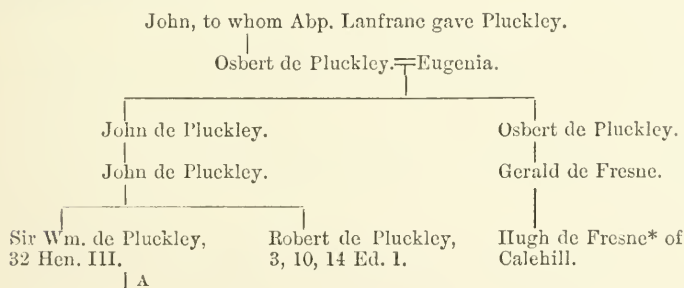 John, to whom Abp. Lanfranc gave Pluckley.
Osbert de Pluckley.=Eugenia.
John de Pluckley. Osbert de Pluckley.
John de Pluckley. Gerald de Fresne.
Sir Wm. de Pluckley, Robert de Pluckley, Hugh de Fresne* of
32 Hen. III. 3, 10, 14 Ed. I. Calehill.
A